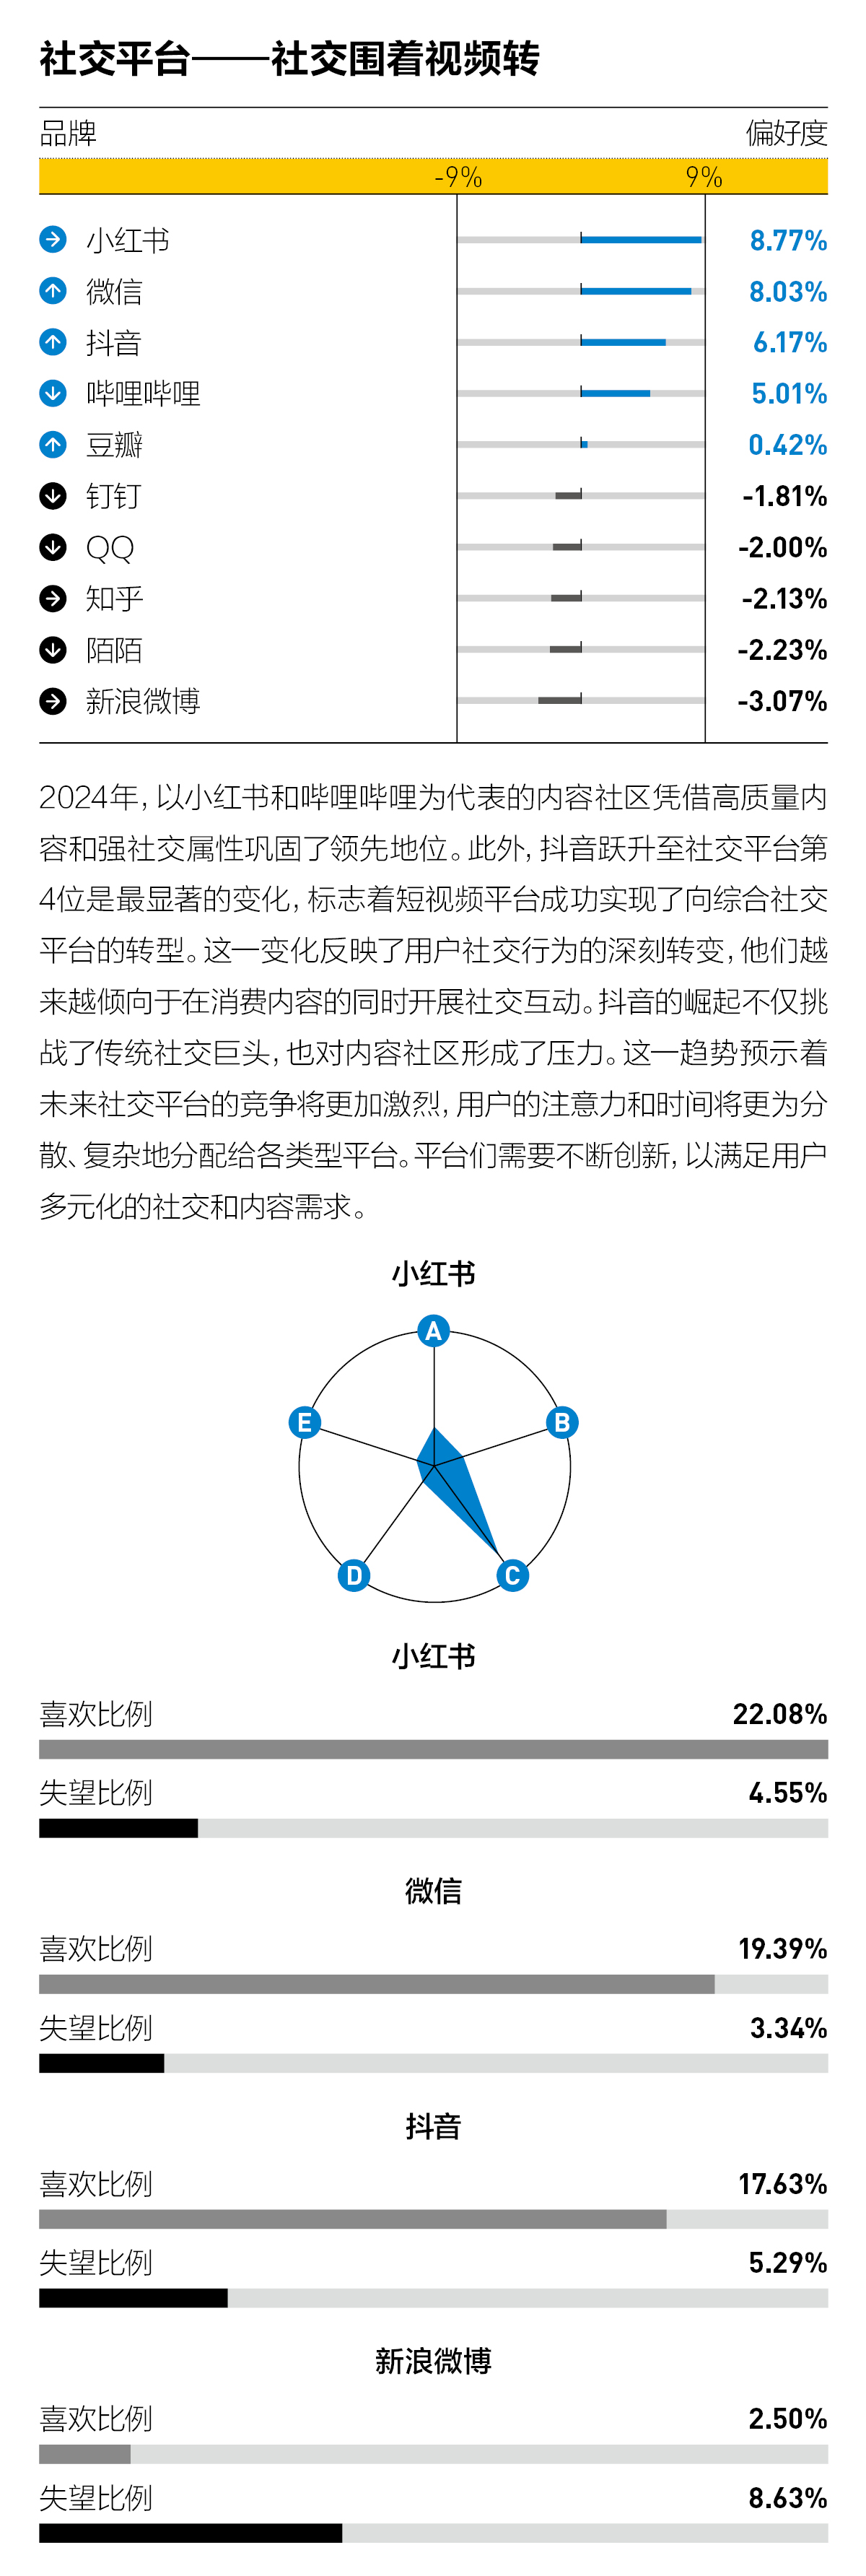 社交平台——社交围着视频转
品牌 偏好度
-9% 9%
小红书 8.77%
微信 8.03%
抖音 6.17%
哔哩哔哩 5.01%
豆瓣 0.42%
钉钉 -1.81%
QQ -2.00%
知乎 -2.13%
陌陌 -2.23%
新浪微博 -3.07%
2024年，以小红书和哔哩哔哩为代表的内容社区凭借高质量内
容和强社交属性巩固了领先地位。此外，抖音跃升至社交平台第
4位是最显著的变化，标志着短视频平台成功实现了向综合社交
平台的转型。这一变化反映了用户社交行为的深刻转变，他们越
来越倾向于在消费内容的同时开展社交互动。抖音的崛起不仅挑
战了传统社交巨头，也对内容社区形成了压力。这一趋势预示着
未来社交平台的竞争将更加激烈，用户的注意力和时间将更为分
散、复杂地分配给各类型平台。平台们需要不断创新，以满足用户
多元化的社交和内容需求。
小红书
A
E B
D C
小红书
喜欢比例 22.08%
失望比例 4.55%
微信
喜欢比例 19.39%
失望比例 3.34%
抖音
喜欢比例 17.63%
失望比例 5.29%
新浪微博
喜欢比例 2.50%
失望比例 8.63%